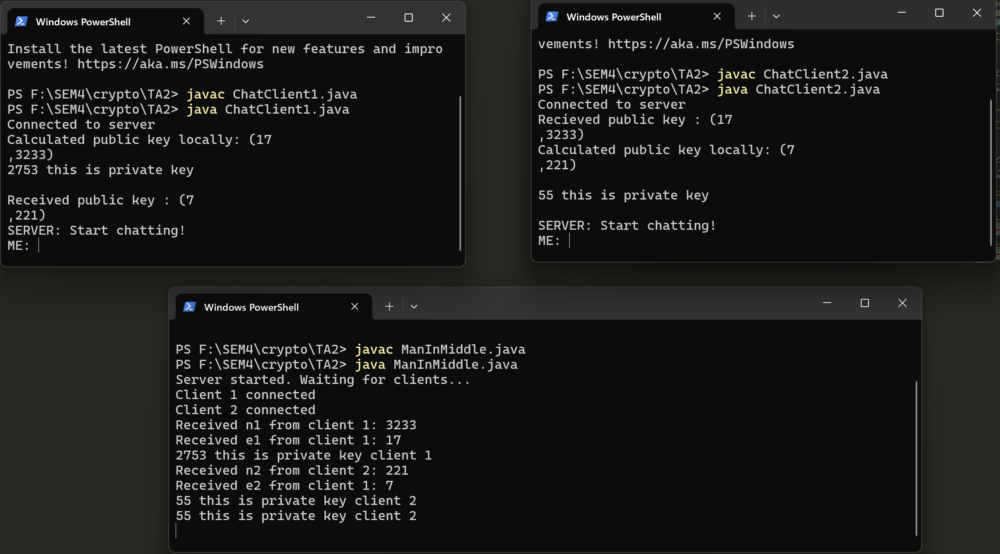 Windows PowerShell
Install the latest PowerShell for new features and impro
vements! https://aka.ms/PSWindows
PS F:\SEM4\crypto\TA2> javac ChatClient1.java
PS F:\SEM4\crypto\TA2> java ChatClient1.java
Connected to server
Calculated public key locally: (17
,3233)
2753 this is private key
Received public key : (7
,221)
SERVER: Start chatting!
ME:
Windows PowerShell
vements! https://aka.ms/PSWindows
PS F:\SEM4\crypto\TA2> javac ChatClient2.java
PS F:\SEM4\crypto\TA2> java ChatClient2.java
Connected to server
Recieved public key : (17
,3233)
Calculated public key locally: (7
,221)
55 this is private key
SERVER: Start chatting!
ME:
Windows PowerShell
PS F:\SEM4\crypto\TA2> javac ManInMiddle.java
PS F:\SEM4\crypto\TA2> java ManInMiddle.java
Server started. Waiting for clients...
Client 1 connected
Client 2 connected
Received n1 from client 1: 3233
Received e1 from client 1: 17
2753 this is private key client 1
Received n2 from client 2: 221
Received e2 from client 1: 7
55 this is private key client 2
55 this is private key client 2